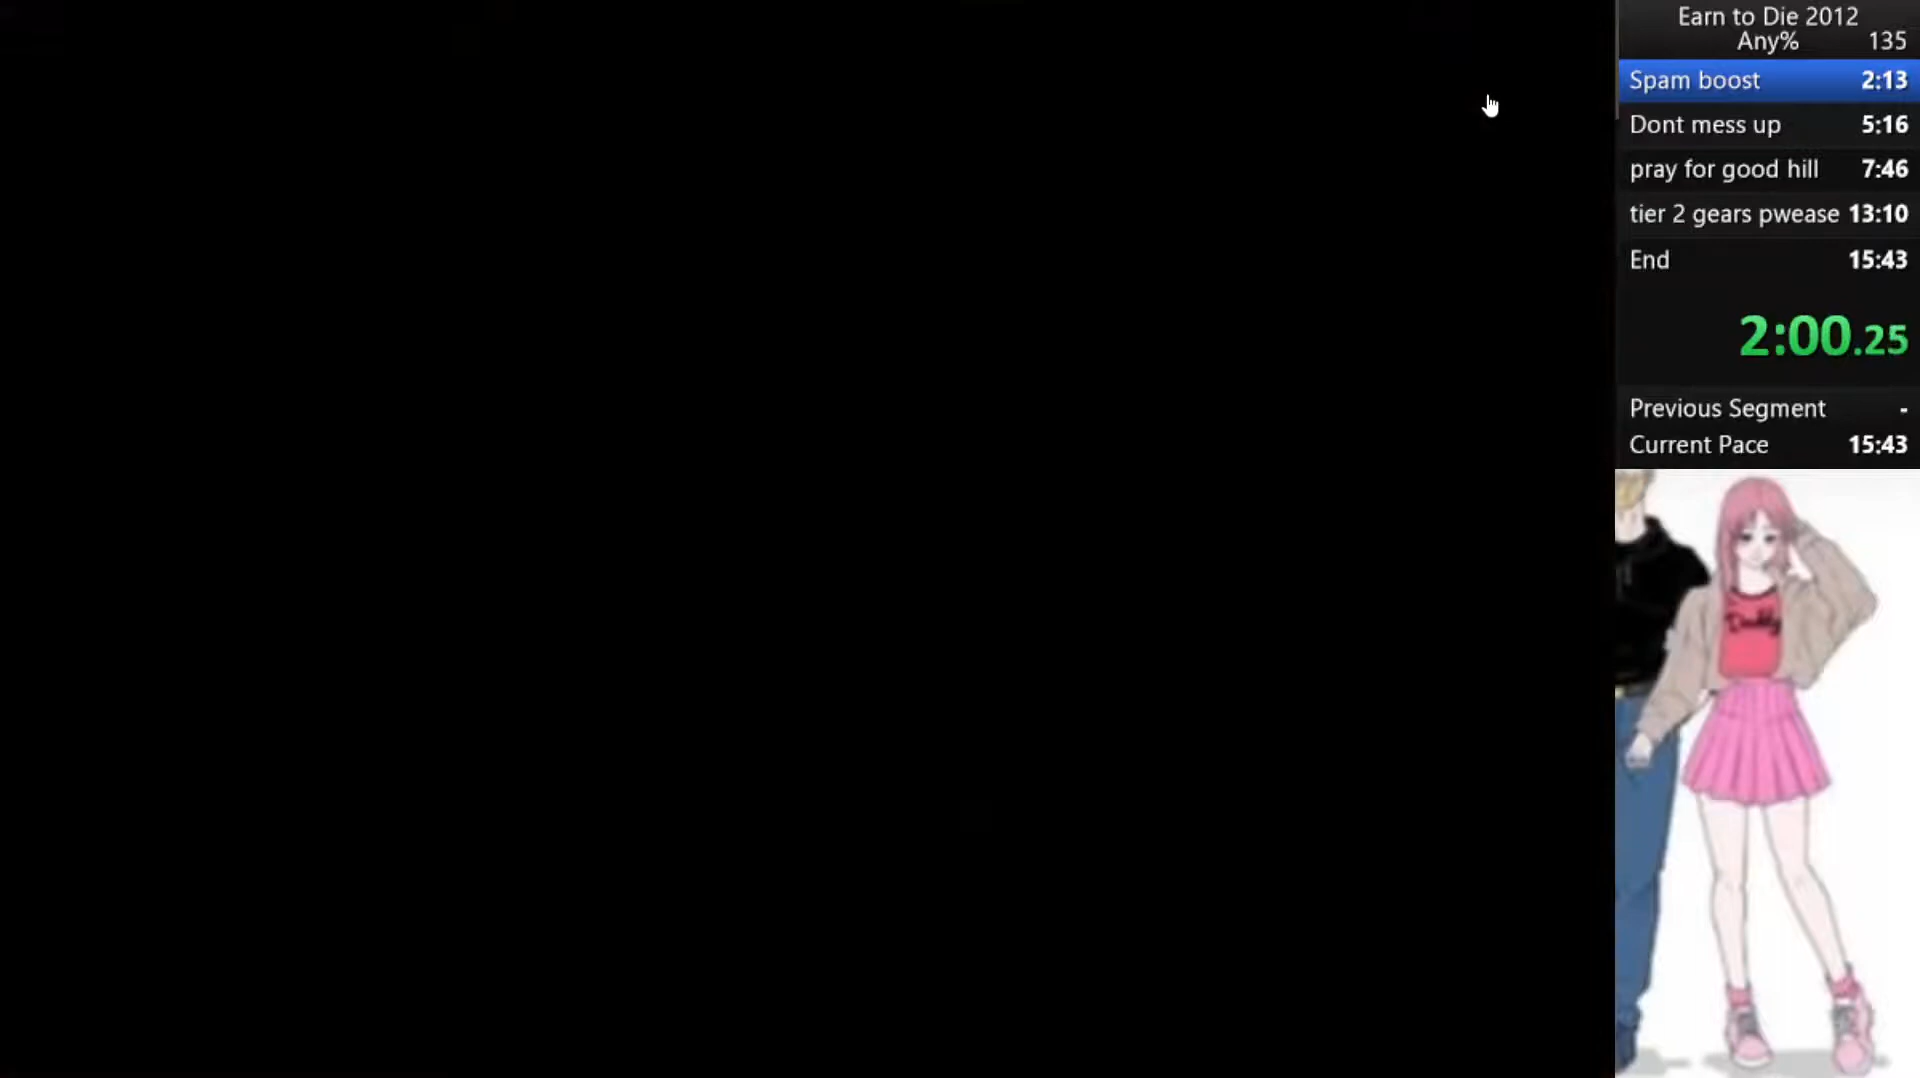 Earn to Die 2012
Any% 135
Spam boost 2:13
Dont mess up 5:16
pray for good hill 7:46
tier 2 gears pwease 13:10
End 15:43
2:00.25
Previous Segment -
Current Pace 15:43
Daddy